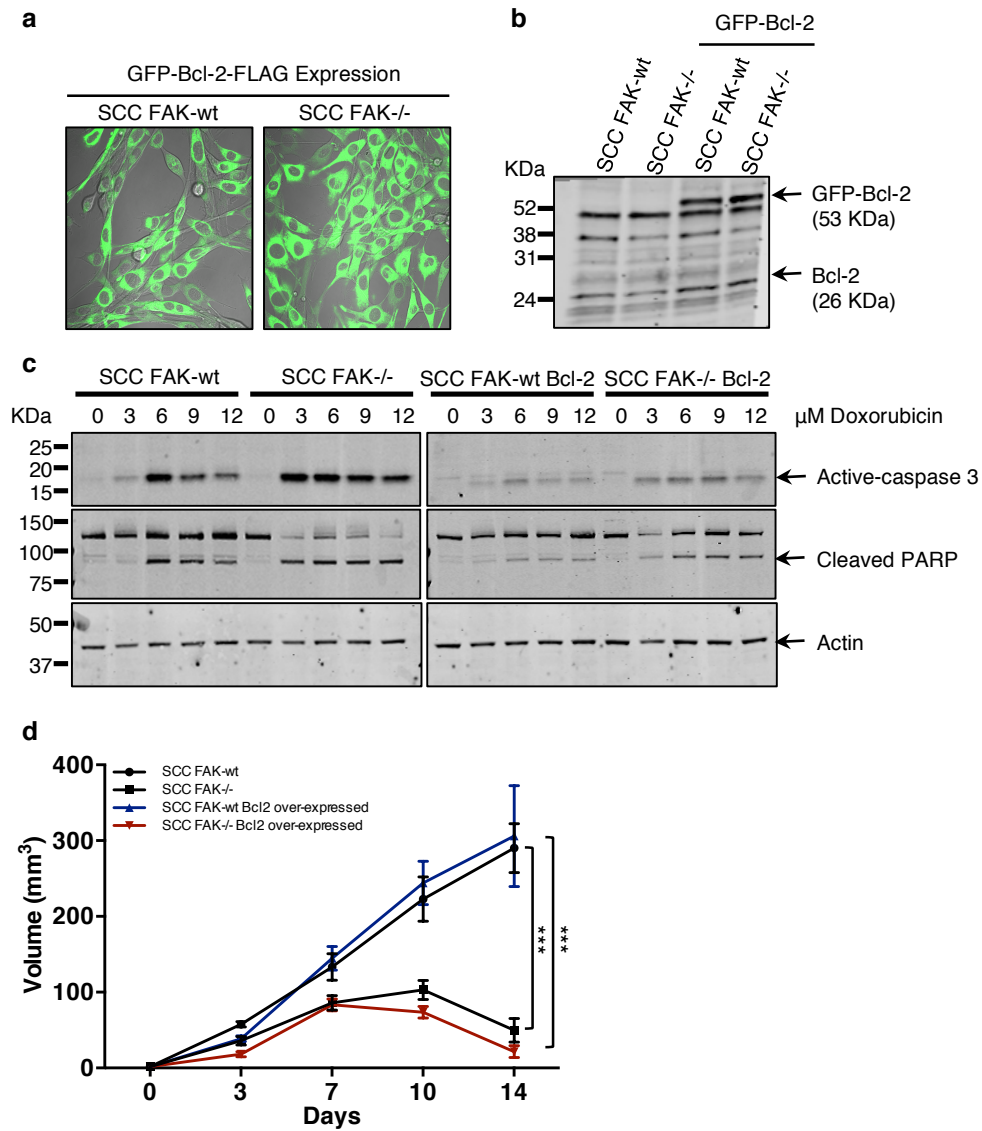 a
GFP-Bcl-2-FLAG Expression
SCC FAK-wt SCC FAK-/-
b
GFP-Bcl-2
SCC FAK-wt
SCC FAK-/-
SCC FAK-wt
SCC FAK-/-
KDa
52
38
31
24
GFP-Bcl-2
(53 KDa)
Bcl-2
(26 KDa)
c
SCC FAK-wt SCC FAK-/- SCC FAK-wt Bcl-2 SCC FAK-/- Bcl-2
KDa 0 3 6 9 12 0 3 6 9 12 0 3 6 9 12 0 3 6 9 12 μM Doxorubicin
25
20
15
Active-caspase 3
150
100
75
Cleaved PARP
50
37
Actin
d
400
300
200
100
0
Volume (mm³)
SCC FAK-wt
SCC FAK-/-
SCC FAK-wt Bcl2 over-expressed
SCC FAK-/- Bcl2 over-expressed
*** ***
0 3 7 10 14
Days